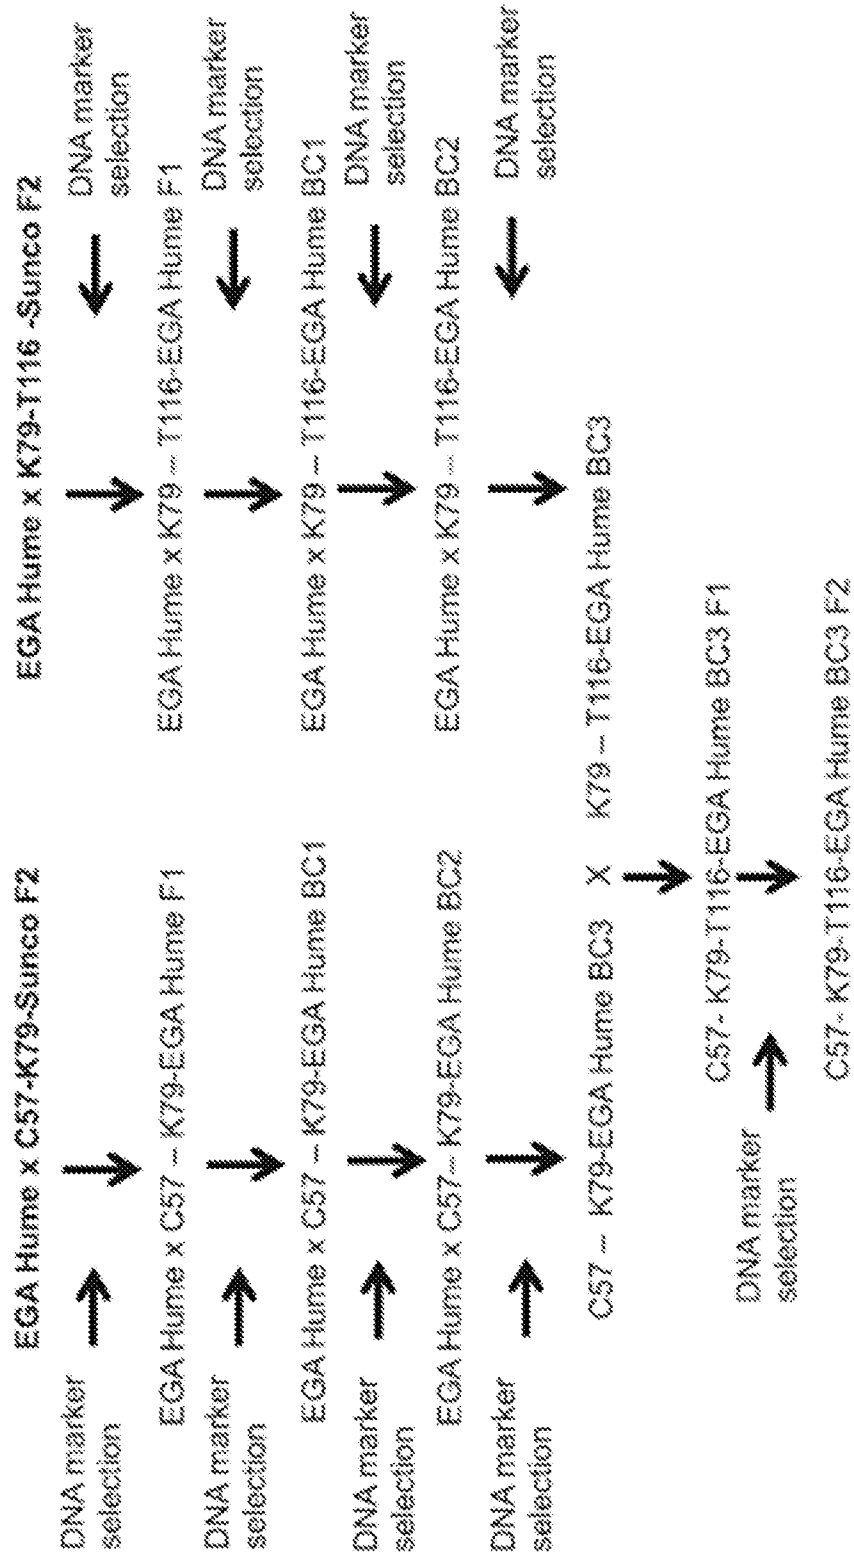 EGA Hume x C57-K79-Sunco F2
EGA Hume x K79-T116 -Sunco F2
DNA marker
selection
DNA marker
selection
EGA Hume x C57 – K79-EGA Hume F1
EGA Hume x K79 – T116-EGA Hume F1
DNA marker
selection
DNA marker
selection
EGA Hume x C57 – K79-EGA Hume BC1
EGA Hume x K79 – T116-EGA Hume BC1
DNA marker
selection
DNA marker
selection
EGA Hume x C57– K79-EGA Hume BC2
EGA Hume x K79 – T116-EGA Hume BC2
DNA marker
selection
DNA marker
selection
C57 – K79-EGA Hume BC3 X K79 – T116-EGA Hume BC3
C57- K79-T116-EGA Hume BC3 F1
DNA marker
selection
C57- K79-T116-EGA Hume BC3 F2